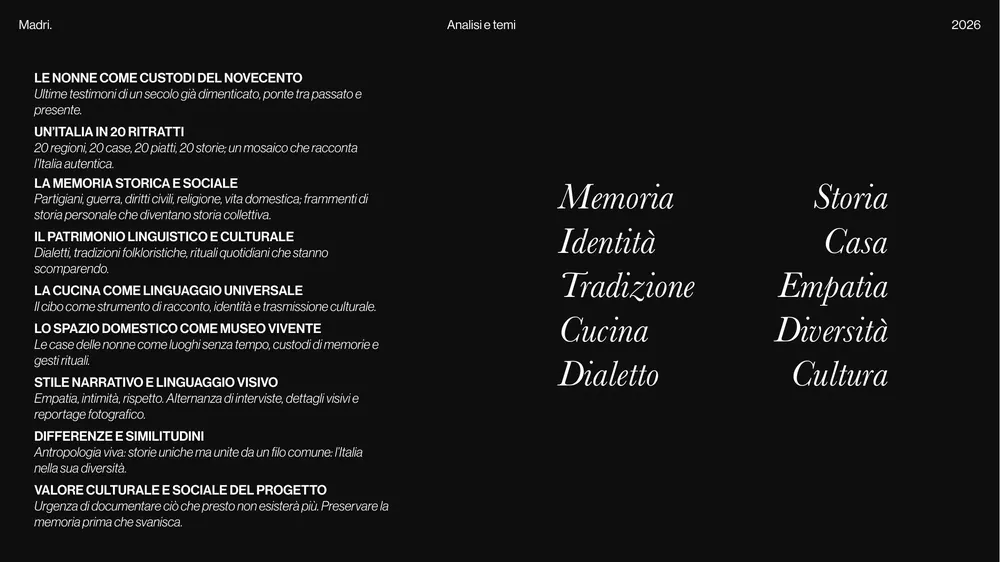 Madri.
Analisi e temi
2026
LE NONNE COME CUSTODI DEL NOVECENTO
Ultime testimoni di un secolo già dimenticato, ponte tra passato e
presente.
UN'ITALIA IN 20 RITRATTI
20 regioni, 20 case, 20 piatti, 20 storie; un mosaico che racconta
l'Italia autentica.
LA MEMORIA STORICA E SOCIALE
Partigiani, guerra, diritti civili, religione, vita domestica; frammenti di
storia personale che diventano storia collettiva.
IL PATRIMONIO LINGUISTICO E CULTURALE
Dialetti, tradizioni folkloristiche, rituali quotidiani che stanno
scomparendo.
LA CUCINA COME LINGUAGGIO UNIVERSALE
Il cibo come strumento di racconto, identità e trasmissione culturale.
LO SPAZIO DOMESTICO COME MUSEO VIVENTE
Le case delle nonne come luoghi senza tempo, custodi di memorie e
gesti rituali.
STILE NARRATIVO E LINGUAGGIO VISIVO
Empatia, intimità, rispetto. Alternanza di interviste, dettagli visivi e
reportage fotografico.
DIFFERENZE E SIMILITUDINI
Antropologia viva: storie uniche ma unite da un filo comune: l'Italia
nella sua diversità.
VALORE CULTURALE E SOCIALE DEL PROGETTO
Urgenza di documentare ciò che presto non esisterà più. Preservare la
memoria prima che svanisca.
Memoria
Identità
Tradizione
Cucina
Dialetto
Storia
Casa
Empatia
Diversità
Cultura